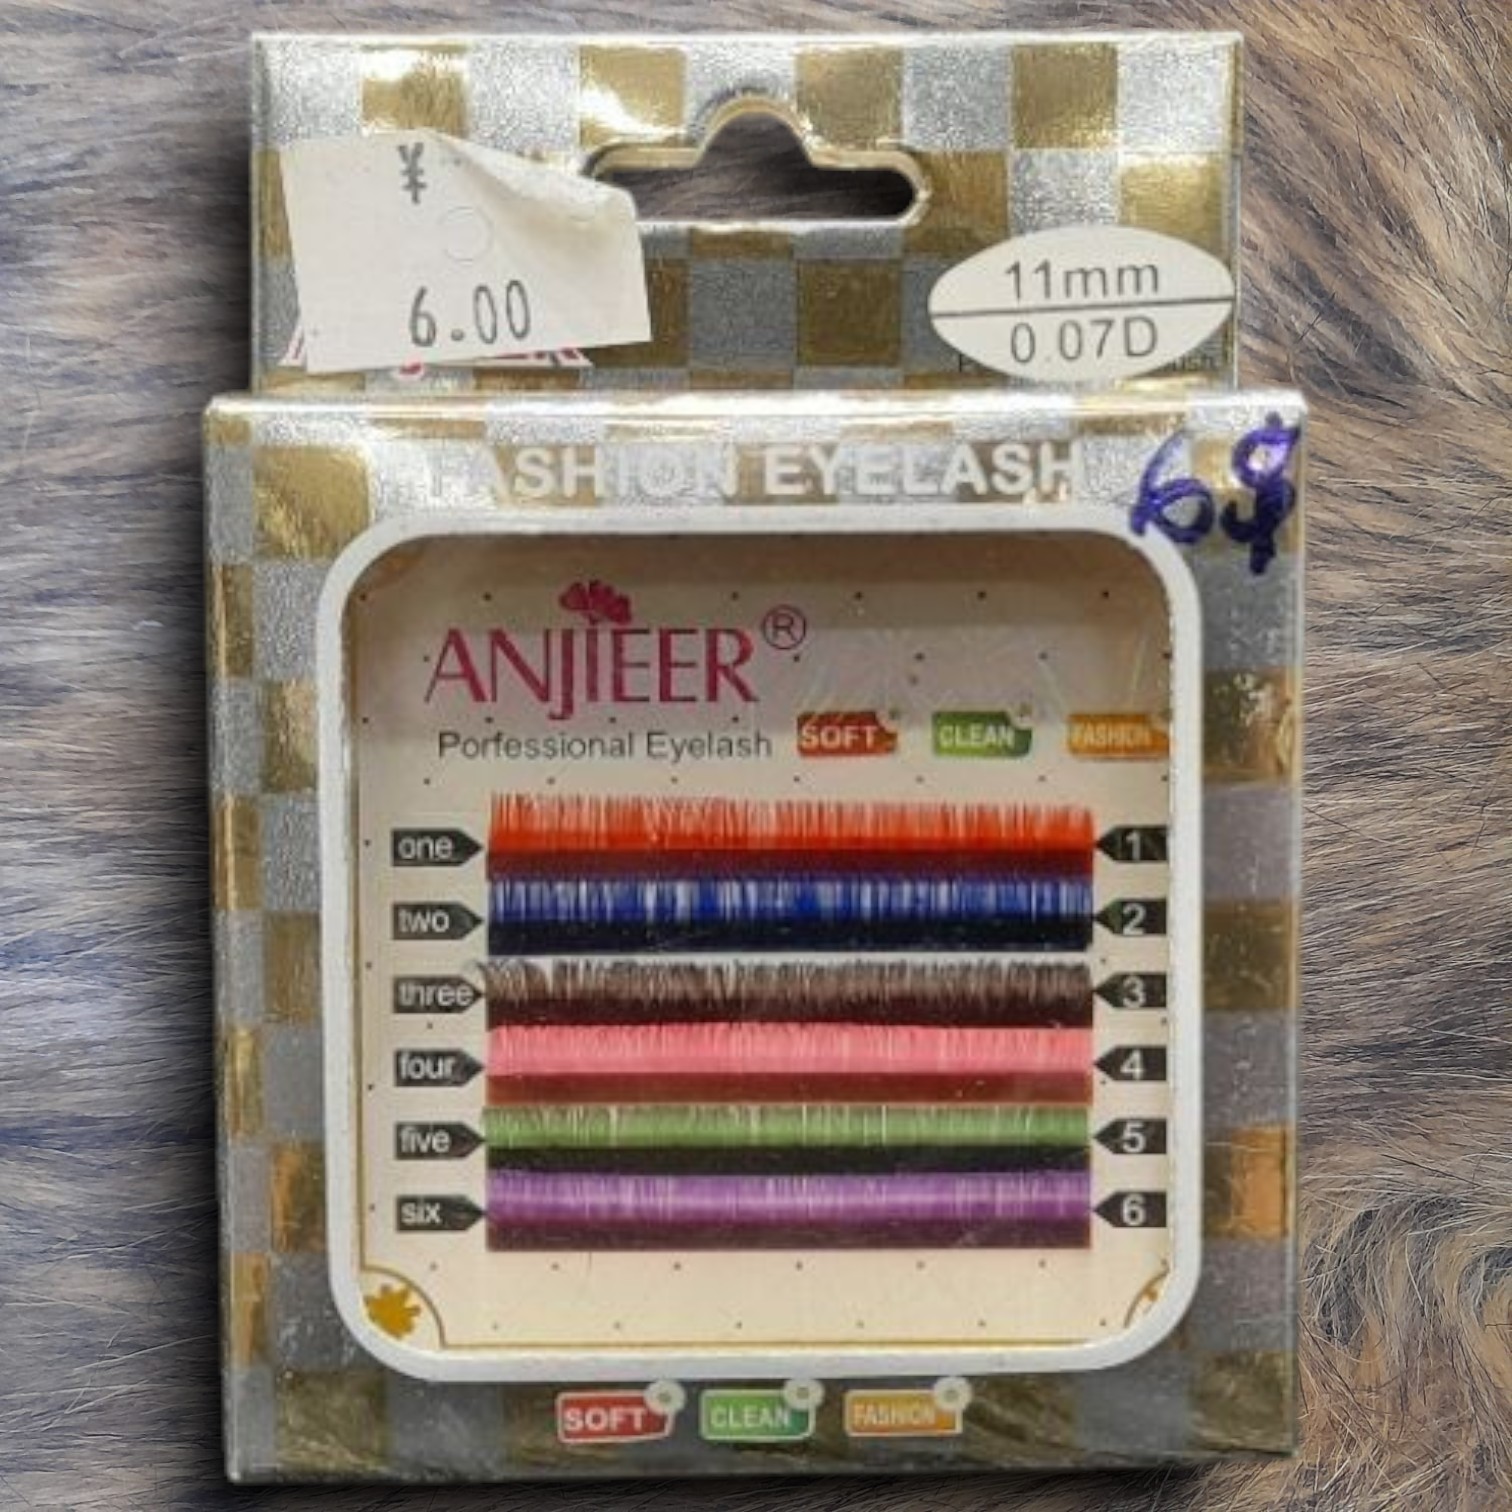 ¥
6.00
11mm
0.07D
FASHION EYELASH
ANJIEER®
Porfessional Eyelash SOFT CLEAN FASHION
one 1
two 2
three 3
four 4
five 5
six 6
SOFT CLEAN FASHION